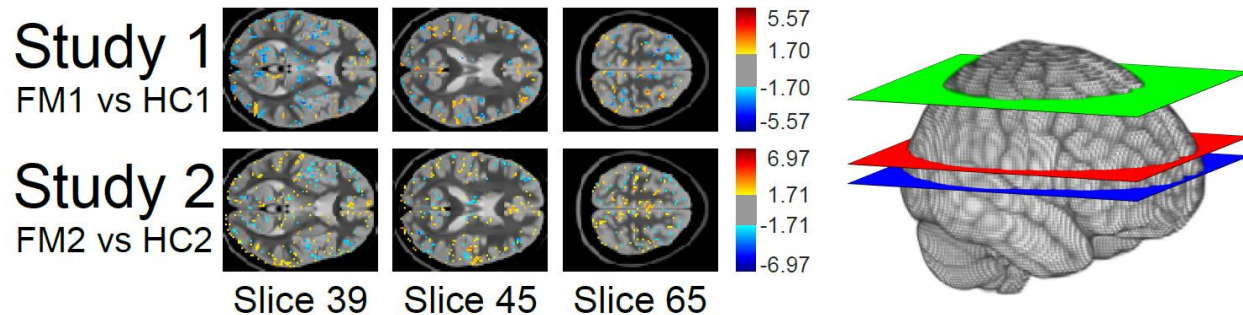 Study 1
FM1 vs HC1
5.57
1.70
-1.70
-5.57
Study 2
FM2 vs HC2
6.97
1.71
-1.71
-6.97
Slice 39 Slice 45 Slice 65